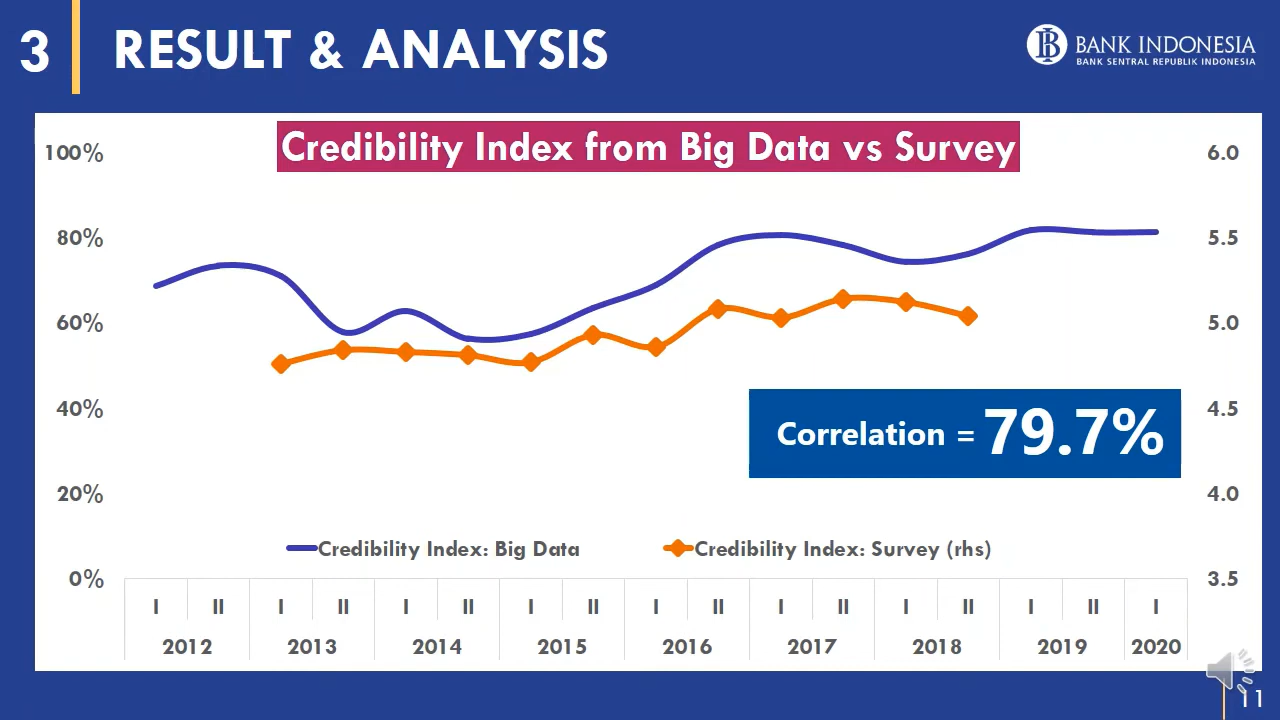 3
RESULT & ANALYSIS
BANK INDONESIA
BANK SENTRAL REPUBLIK INDONESIA
Credibility Index from Big Data vs Survey
100%
80%
60%
40%
20%
0%
6.0
5.5
5.0
4.5
4.0
3.5
Correlation = 79.7%
Credibility Index: Big Data
Credibility Index: Survey (rhs)
I II I II I II I II I II I II I II I II I
2012 2013 2014 2015 2016 2017 2018 2019 2020
11